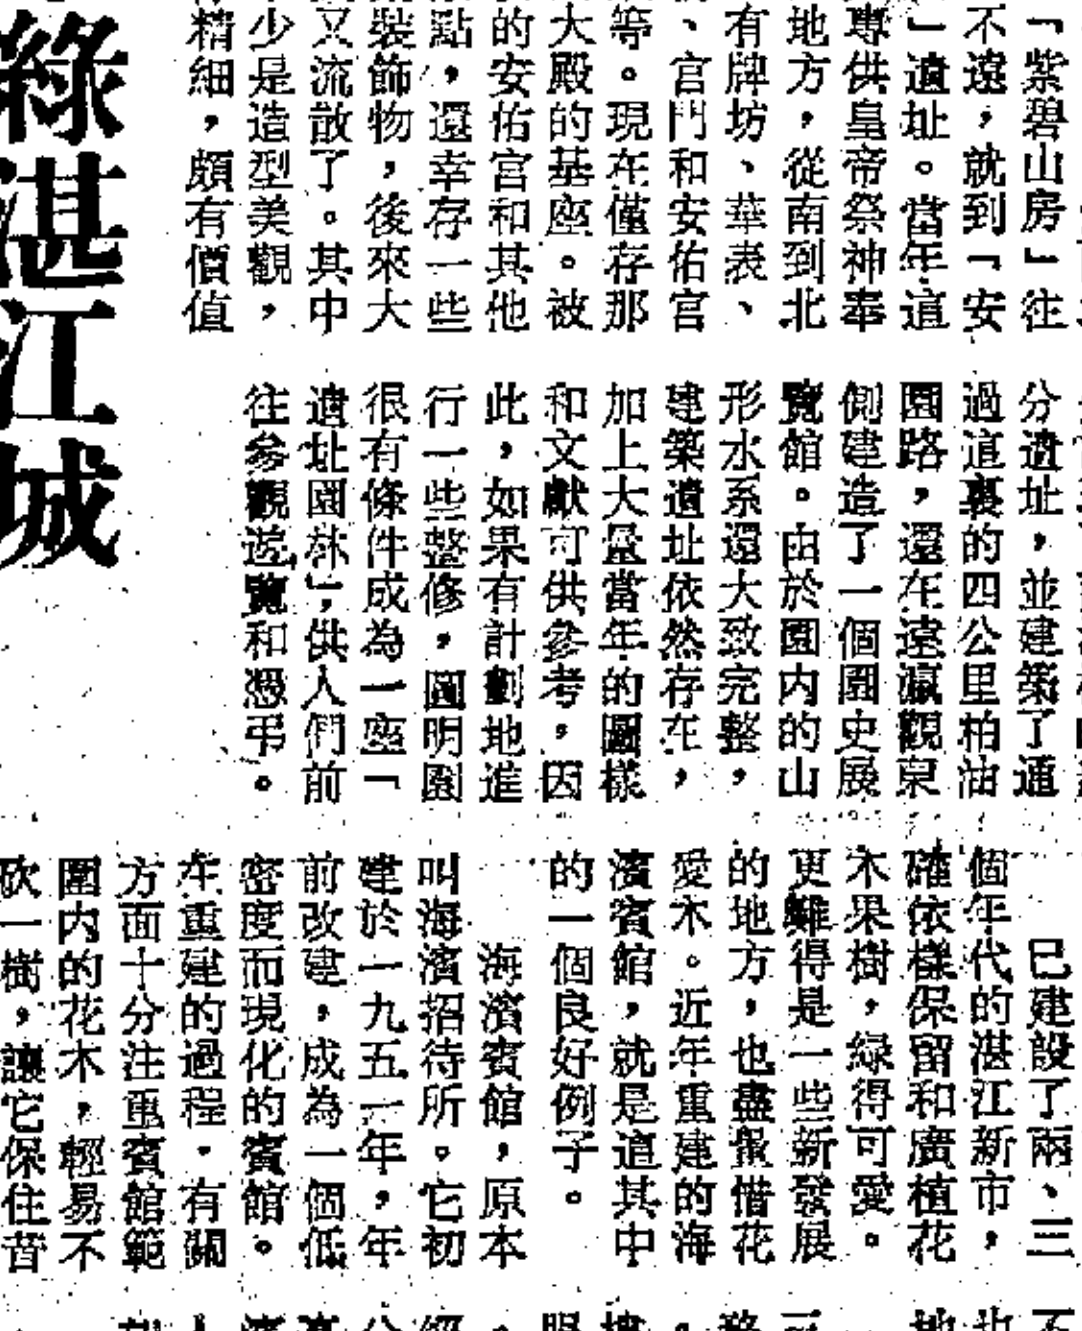 「紫碧山房」往
不遠，就到「安
」遺址。當年這
專供皇帝祭神奉
地方，從南到北
有牌坊、華表、
、宫門和安佑宮
等。現在僅存那
大殿的基座。被
的安佑宮和其他
點，還幸存一些
裝飾物，後來大
又流散了。其中
少是造型美觀，
精細，頗有價值
分遺址，並建築了通
過這裏的四公里柏油
園路，還在遠瀛觀東
側建造了一個園史展
覽館。由於園内的山
形水系還大致完整，
建築遺址依然存在，
加上大量當年的圖樣
和文獻可供參考，因
此，如果有計劃地進
行一些整修，圓明園
很有條件成為一座「
遺址園林」，供人們前
往參觀遊覽和憑弔。
綠湛江城
已建設了兩、三
個年代的湛江新市，
確依樣保留和廣植花
木果樹，綠得可愛。
更難得是一些新發展
的地方，也盡量借花
愛木。近年重建的海
濱賓館，就是這其中
的一個良好例子。
海濱賓館，原本
叫海濱招待所。它初
建於一九五一年，年
前改建，成為一個低
密度而現化的賓館。
在重建的過程．有關
方面十分注重賓館範
圍内的花木，輕易不
砍一樹，讓它保住昔